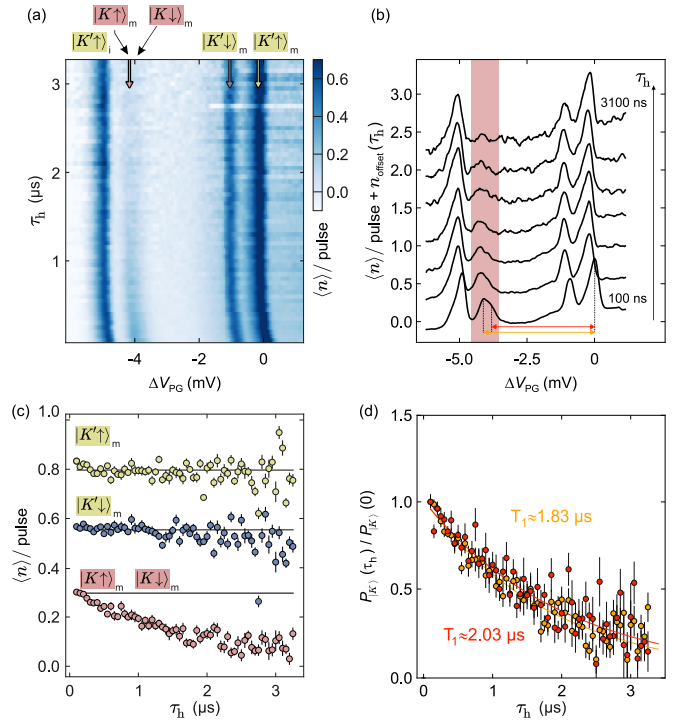 (a)
|K↑⟩m |K↓⟩m
|K′↑⟩i |K′↓⟩m |K′↑⟩m
3
2
1
τh (μs)
-4 -2 0
ΔVPG (mV)
0.6
0.4
0.2
0.0
⟨n⟩ / pulse
(b)
τh
3100 ns
100 ns
3.0
2.5
2.0
1.5
1.0
0.5
0.0
⟨n⟩ / pulse + noffset(τh)
-5.0 -2.5 0
ΔVPG (mV)
(c)
1.0
0.8
0.6
0.4
0.2
0.0
⟨n⟩ / pulse
|K′↑⟩m
|K′↓⟩m
|K↑⟩m |K↓⟩m
0 1 2 3
τh (μs)
(d)
1.5
1.0
0.5
0.0
P|K⟩(τh) / P|K⟩(0)
T1≈1.83 μs
T1≈2.03 μs
0 1 2 3
τh (μs)